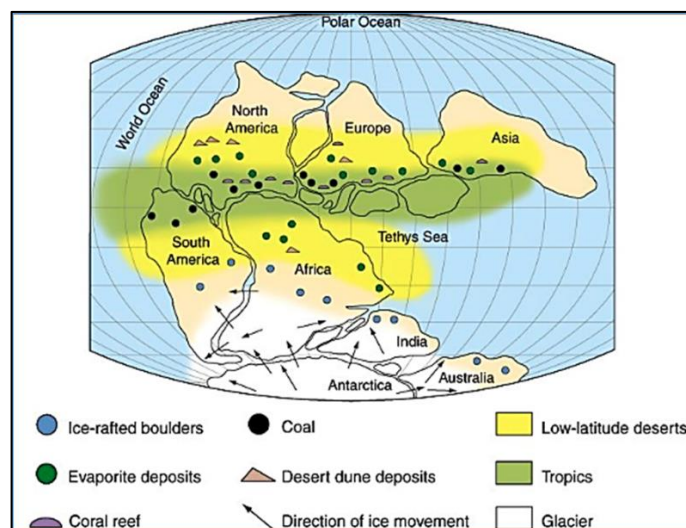 Polar Ocean
World Ocean
North
America
Europe
Asia
South
America
Africa
Tethys Sea
India
Antarctica
Australia
Ice-rafted boulders
Coal
Low-latitude deserts
Evaporite deposits
Desert dune deposits
Tropics
Coral reef
Direction of ice movement
Glacier